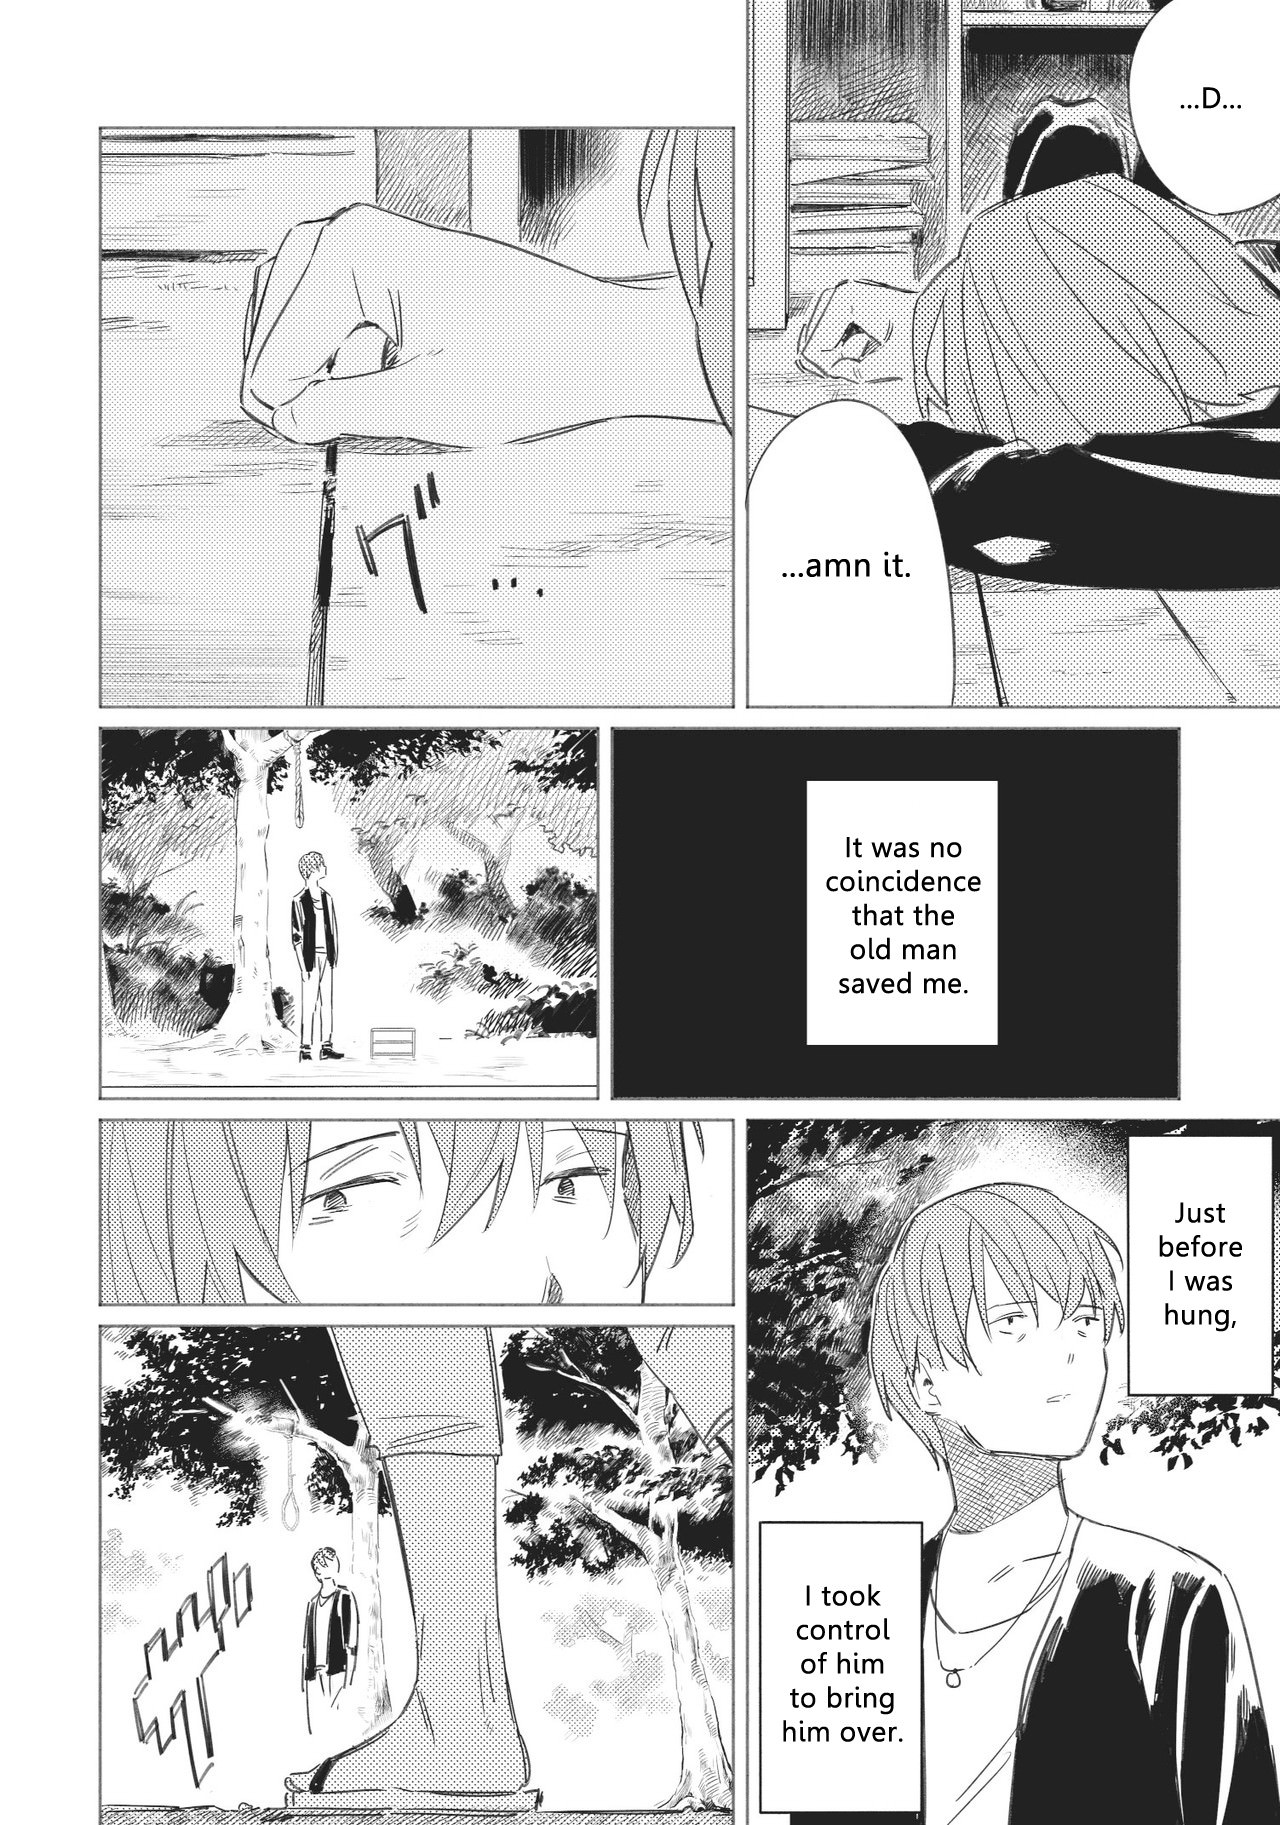 ...D...
...amn it.
グ"...
It was no
coincidence
that the
old man
saved me.
Just
before
I was
hung,
I took
control
of him
to bring
him over.